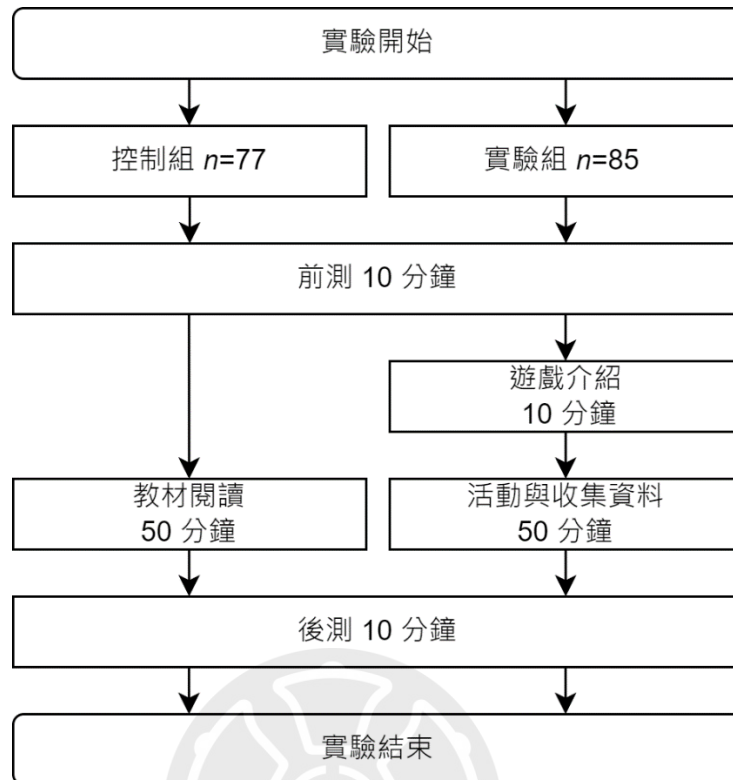 實驗開始
控制組 n=77
實驗組 n=85
前測 10 分鐘
遊戲介紹
10 分鐘
教材閱讀
50 分鐘
活動與收集資料
50 分鐘
後測 10 分鐘
實驗結束